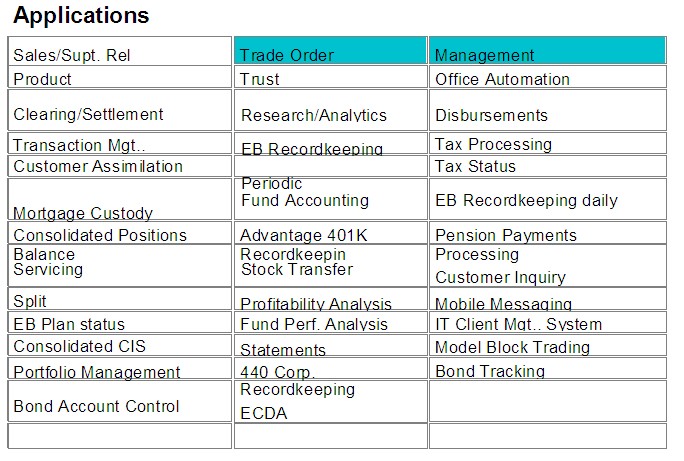 Applications
Sales/Supt. Rel
Trade Order
Management
Product
Trust
Office Automation
Clearing/Settlement
Research/Analytics
Disbursements
Transaction Mgt..
EB Recordkeeping
Tax Processing
Customer Assimilation
Tax Status
Mortgage Custody
Periodic
Fund Accounting
EB Recordkeeping daily
Consolidated Positions
Advantage 401K
Pension Payments
Balance
Servicing
Recordkeepin
Stock Transfer
Processing
Customer Inquiry
Split
Profitability Analysis
Mobile Messaging
EB Plan status
Fund Perf. Analysis
IT Client Mgt.. System
Consolidated CIS
Statements
Model Block Trading
Portfolio Management
440 Corp.
Bond Tracking
Bond Account Control
Recordkeeping
ECDA